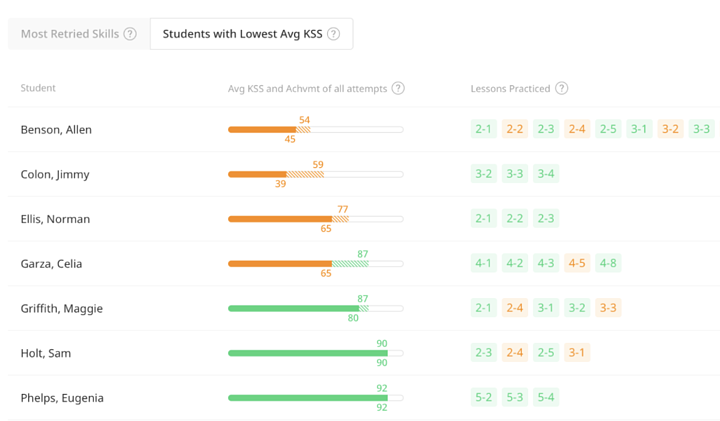 Most Retried Skills ? Students with Lowest Avg KSS ?
Student Avg KSS and Achvmt of all attempts ? Lessons Practiced ?
54
Benson, Allen 2-1 2-2 2-3 2-4 2-5 3-1 3-2 3-3
45
59
Colon, Jimmy 3-2 3-3 3-4
39
77
Ellis, Norman 2-1 2-2 2-3
65
87
Garza, Celia 4-1 4-2 4-3 4-5 4-8
65
87
Griffith, Maggie 2-1 2-4 3-1 3-2 3-3
80
90
Holt, Sam 2-3 2-4 2-5 3-1
90
92
Phelps, Eugenia 5-2 5-3 5-4
92